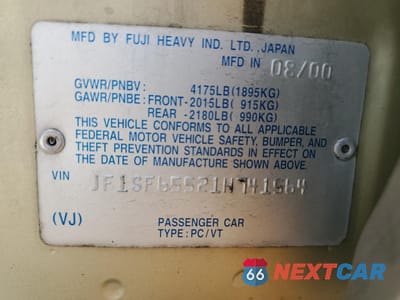 MFD BY FUJI HEAVY IND. LTD.,JAPAN
MFD IN 08/00
GVWR/PNBV: 4175LB(1895KG)
GAWR/PNBE: FRONT-2015LB( 915KG)
REAR -2180LB( 990KG)
THIS VEHICLE CONFORMS TO ALL APPLICABLE
FEDERAL MOTOR VEHICLE SAFETY, BUMPER, AND
THEFT PREVENTION STANDARDS IN EFFECT ON
THE DATE OF MANUFACTURE SHOWN ABOVE.
VIN JF1SF65521H741564
(VJ) PASSENGER CAR
TYPE:PC/VT
66 NEXTCAR